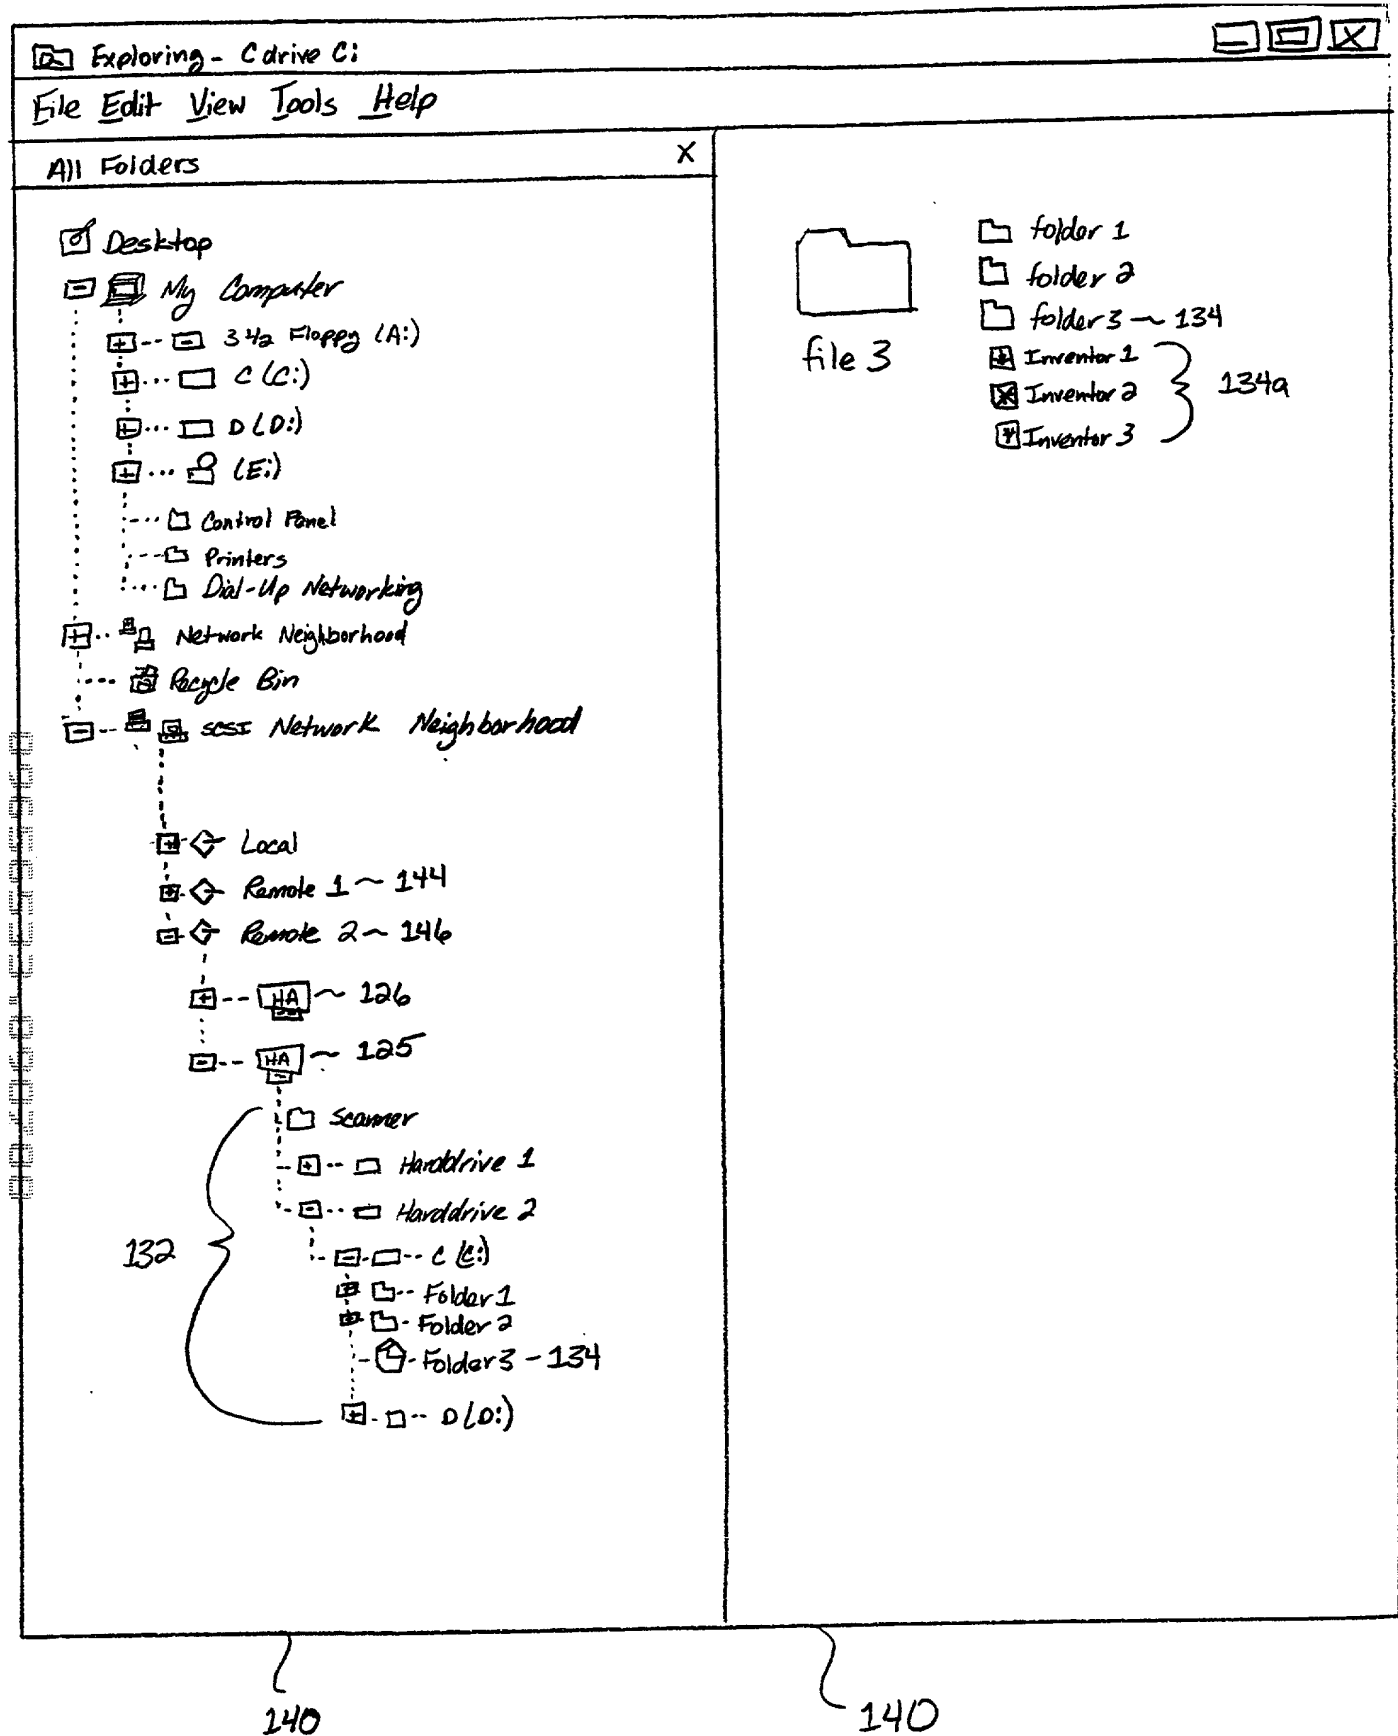 Exploring - C drive C:
File Edit View Tools Help
All Folders X
Desktop
My Computer
3 1/2 Floppy (A:)
C (C:)
D (D:)
(E:)
Control Panel
Printers
Dial-Up Networking
Network Neighborhood
Recycle Bin
SCSI Network Neighborhood
Local
Remote 1 ~ 144
Remote 2 ~ 146
HA ~ 126
HA ~ 125
Scanner
Harddrive 1
Harddrive 2
132
C (C:)
Folder 1
Folder 2
Folder 3 - 134
D (D:)
file 3
folder 1
folder 2
folder 3 ~ 134
Inventor 1
Inventor 2
Inventor 3
134a
140
140